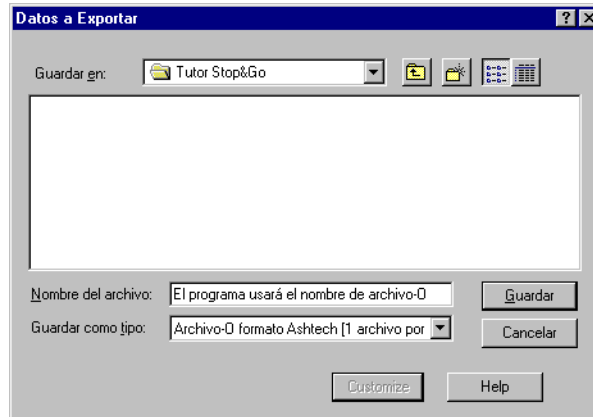 Datos a Exportar
Guardar en: Tutor Stop&Go
Nombre del archivo: El programa usará el nombre de archivo-O Guardar
Guardar como tipo: Archivo-O formato Ashtech [1 archivo por Cancelar
Customize Help